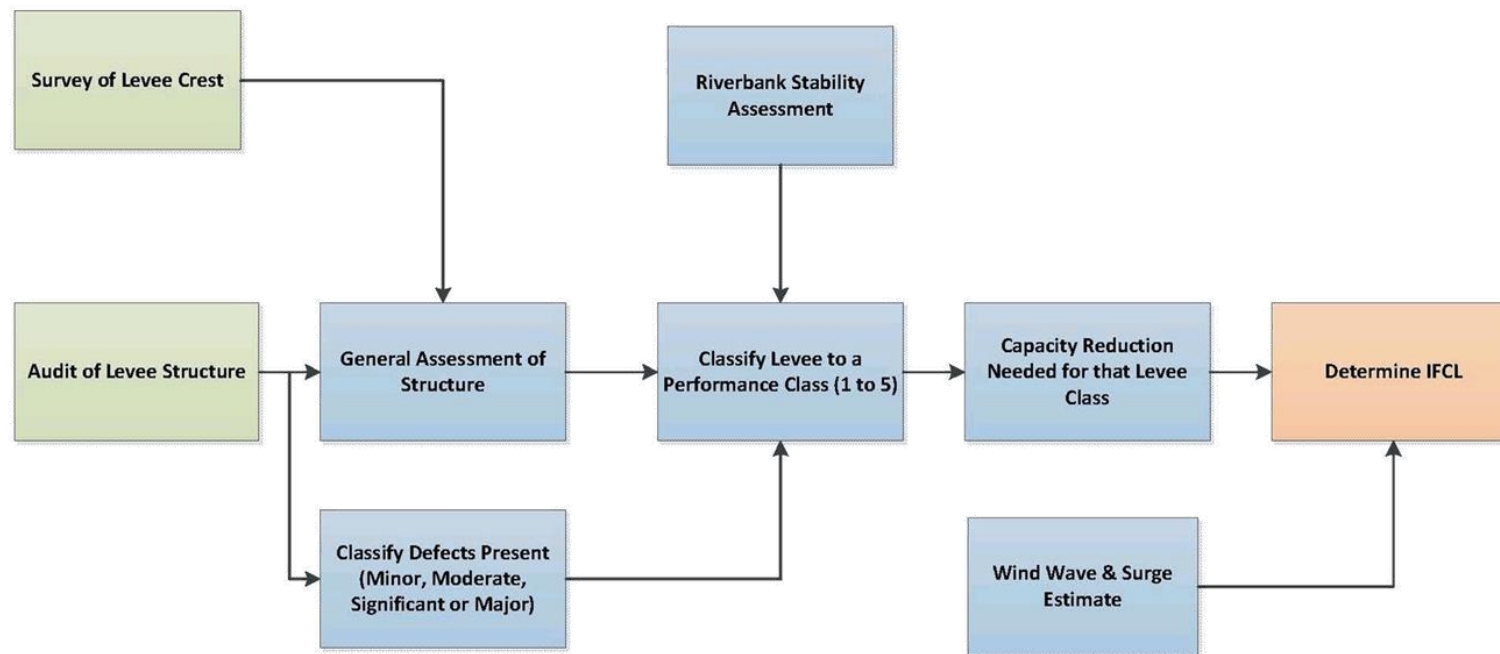 Survey of Levee Crest
Riverbank Stability
Assessment
Audit of Levee Structure
General Assessment of
Structure
Classify Levee to a
Performance Class (1 to 5)
Capacity Reduction
Needed for that Levee
Class
Determine IFCL
Classify Defects Present
(Minor, Moderate,
Significant or Major)
Wind Wave & Surge
Estimate